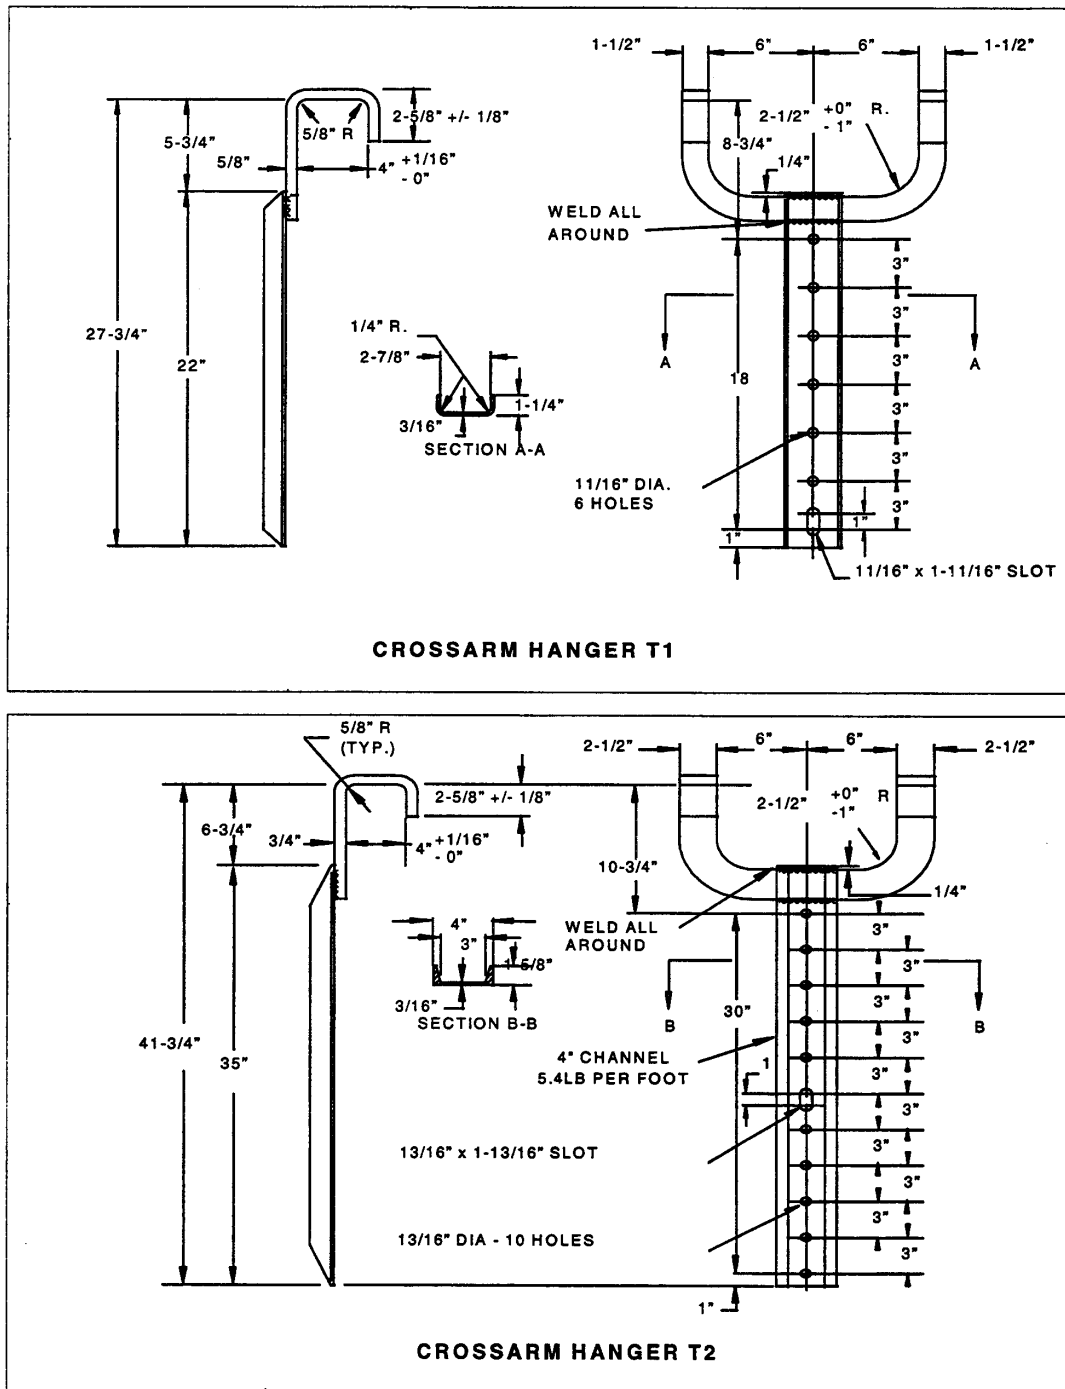 1-1/2" 6" 6" 1-1/2"
2-5/8" +/- 1/8"
5/8" R
5-3/4"
5/8"
4" +1/16"
- 0"
2-1/2" +0" R.
- 1"
8-3/4"
1/4"
WELD ALL
AROUND
3"
3"
3"
3"
3"
3"
27-3/4"
22"
1/4" R.
2-7/8"
1-1/4"
3/16"
SECTION A-A
A
A
18
11/16" DIA.
6 HOLES
1"
1"
11/16" x 1-11/16" SLOT
CROSSARM HANGER T1
5/8" R
(TYP.)
2-1/2" 6" 6" 2-1/2"
2-5/8" +/- 1/8"
6-3/4"
3/4"
4" +1/16"
- 0"
2-1/2" +0" R
-1"
10-3/4"
1/4"
WELD ALL
AROUND
4"
3"
1-5/8"
3/16"
SECTION B-B
41-3/4"
35"
B
B
30"
4" CHANNEL
5.4LB PER FOOT
1
3"
3"
3"
3"
3"
3"
3"
3"
3"
3"
13/16" x 1-13/16" SLOT
13/16" DIA - 10 HOLES
1"
CROSSARM HANGER T2